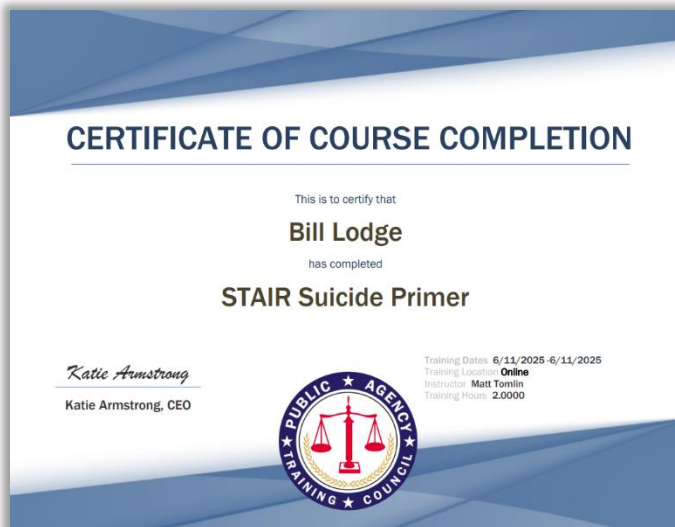 CERTIFICATE OF COURSE COMPLETION
This is to certify that
Bill Lodge
has completed
STAIR Suicide Primer
Katie Armstrong
Katie Armstrong, CEO
Training Dates 6/11/2025 -6/11/2025
Training Location Online
Instructor Matt Tomlin
Training Hours 2.0000
PUBLIC ★ AGENCY ★ TRAINING ★ COUNCIL ★